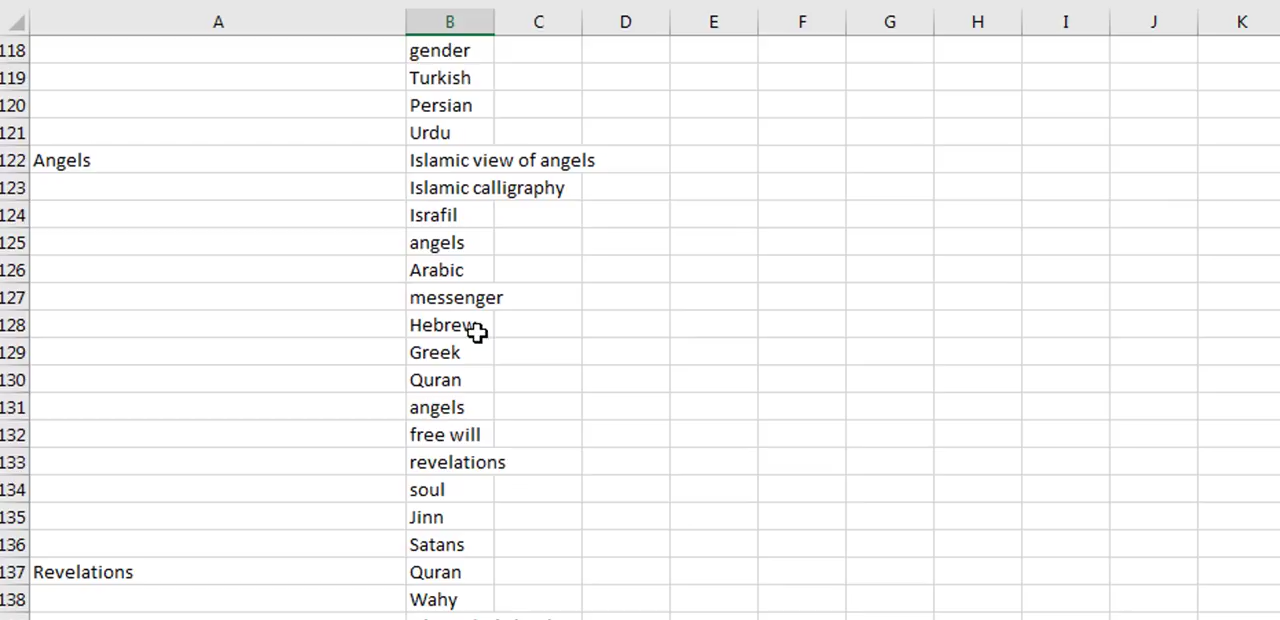 A B C D E F G H I J K
118 gender
119 Turkish
120 Persian
121 Urdu
122 Angels Islamic view of angels
123 Islamic calligraphy
124 Israfil
125 angels
126 Arabic
127 messenger
128 Hebrew
129 Greek
130 Quran
131 angels
132 free will
133 revelations
134 soul
135 Jinn
136 Satans
137 Revelations Quran
138 Wahy